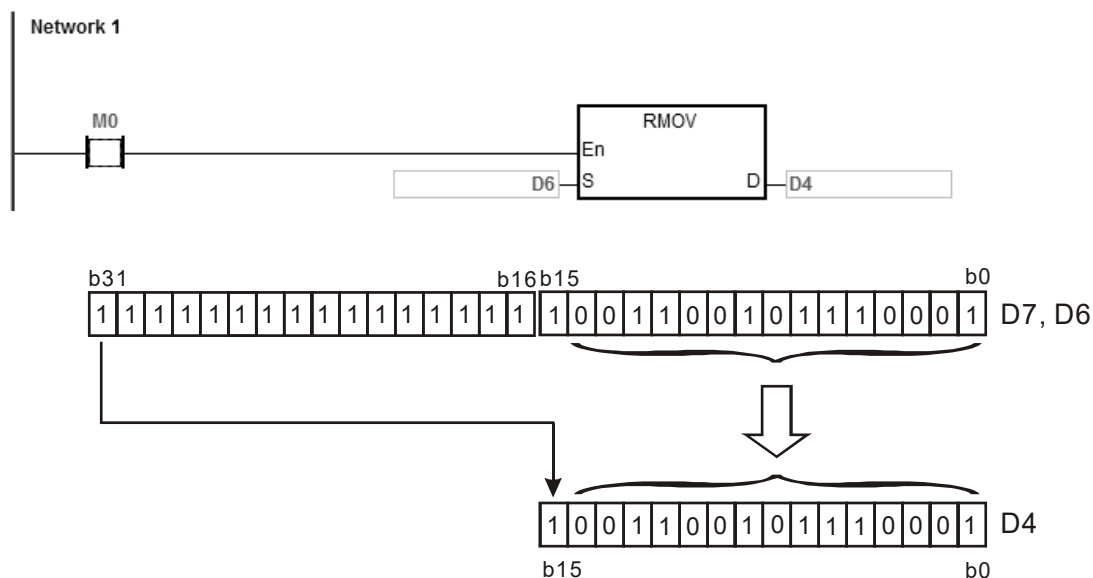 Network 1
M0
RMOV
En
D6 S D D4
b31 b16 b15 b0
1 1 1 1 1 1 1 1 1 1 1 1 1 1 1 1 1 0 0 1 1 0 0 1 0 1 1 1 0 0 0 1 D7, D6
1 0 0 1 1 0 0 1 0 1 1 1 0 0 0 1 D4
b15 b0